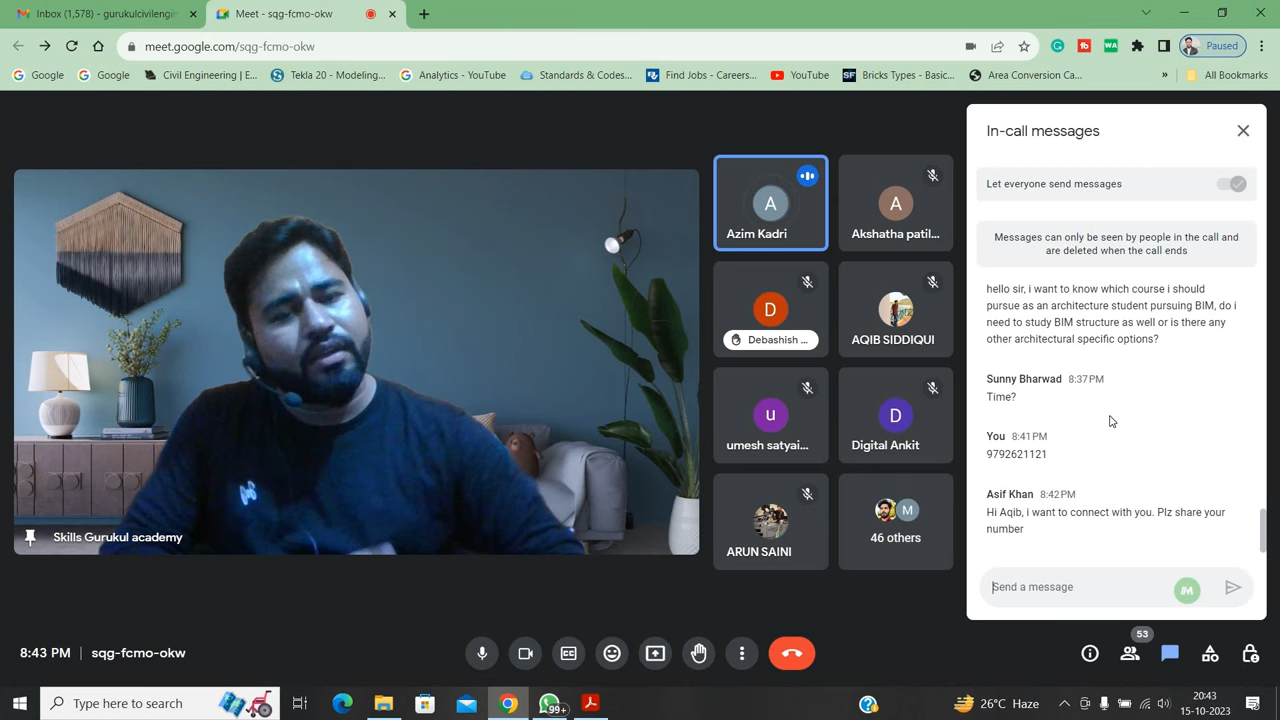 Inbox (1,578) - gurukulcivilengin
Meet - sqg-fcmo-okw
meet.google.com/sqg-fcmo-okw
Paused
Google
Google
Civil Engineering | E...
Tekla 20 - Modeling...
Analytics - YouTube
Standards & Codes...
Find Jobs - Careers...
YouTube
SF
Bricks Types - Basic...
Area Conversion Ca...
»
All Bookmarks
A
Azim Kadri
A
Akshatha patil...
D
Debashish ...
AQIB SIDDIQUI
u
umesh satyai...
D
Digital Ankit
ARUN SAINI
M
46 others
Skills Gurukul academy
In-call messages
Let everyone send messages
Messages can only be seen by people in the call and
are deleted when the call ends
hello sir, i want to know which course i should
pursue as an architecture student pursuing BIM, do i
need to study BIM structure as well or is there any
other architectural specific options?
Sunny Bharwad 8:37 PM
Time?
You 8:41 PM
9792621121
Asif Khan 8:42 PM
Hi Aqib, i want to connect with you. Plz share your
number
Send a message
8:43 PM | sqg-fcmo-okw
53
Type here to search
99+
26°C Haze
20:43
15-10-2023